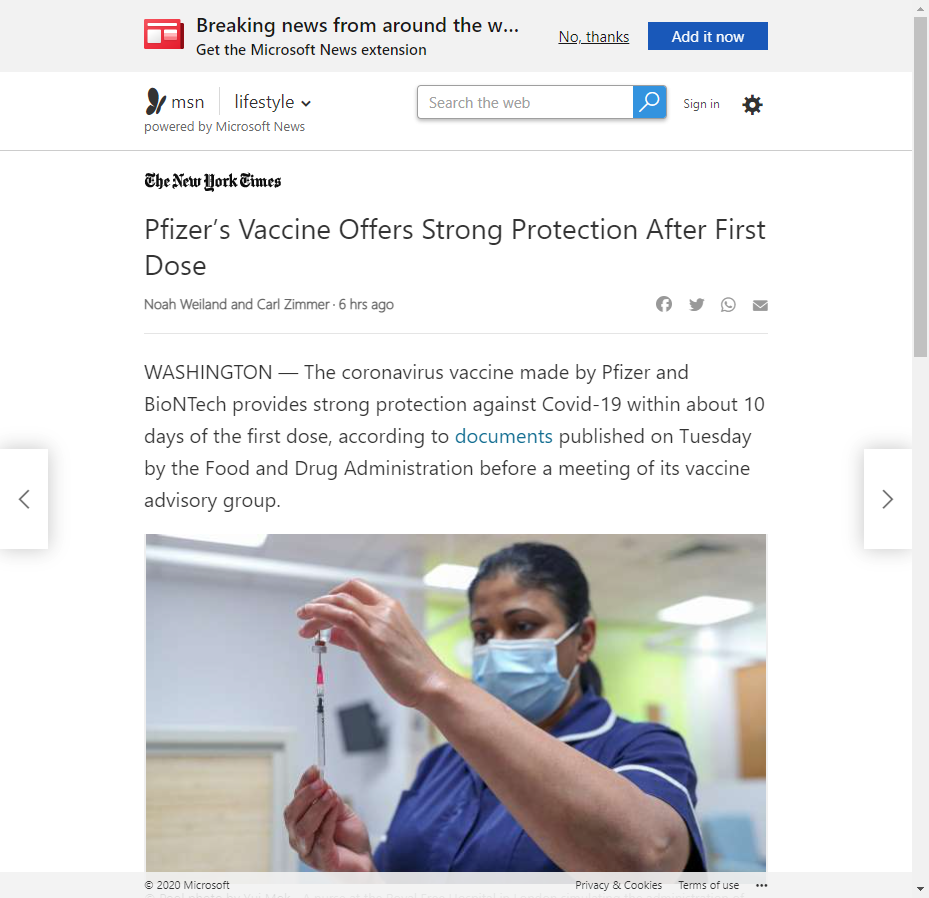 Breaking news from around the w...
Get the Microsoft News extension
No, thanks
Add it now
msn
lifestyle
powered by Microsoft News
Search the web
Sign in
The New York Times
Pfizer’s Vaccine Offers Strong Protection After First
Dose
Noah Weiland and Carl Zimmer · 6 hrs ago
WASHINGTON — The coronavirus vaccine made by Pfizer and
BioNTech provides strong protection against Covid-19 within about 10
days of the first dose, according to documents published on Tuesday
by the Food and Drug Administration before a meeting of its vaccine
advisory group.
© 2020 Microsoft
Privacy & Cookies
Terms of use